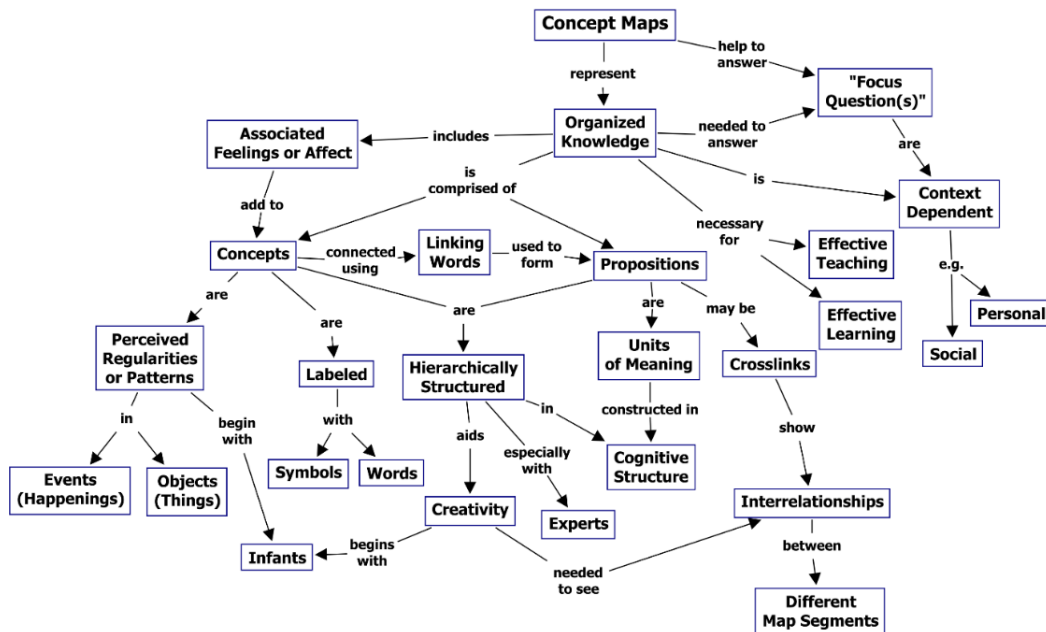 Concept Maps
help to
answer
represent
"Focus
Question(s)"
Organized
Knowledge
Associated
Feelings or Affect
includes
needed to
answer
are
is
comprised of
is
Context
Dependent
add to
necessary
for
Concepts
connected
using
Linking
Words
used to
form
Propositions
Effective
Teaching
e.g.
are
are
are
are
may be
Effective
Learning
Personal
Social
Perceived
Regularities
or Patterns
Labeled
Hierarchically
Structured
Units
of Meaning
Crosslinks
in
begin
with
with
aids
in
especially
with
constructed in
show
Events
(Happenings)
Objects
(Things)
Symbols
Words
Cognitive
Structure
Creativity
Experts
Interrelationships
Infants
begins
with
needed
to see
between
Different
Map Segments